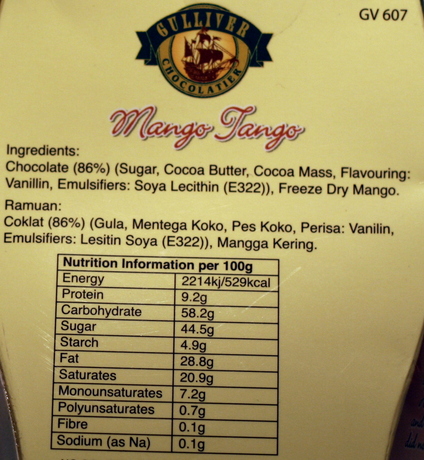 GV 607
GULLIVER
CHOCOLATIER
Mango Tango
Ingredients:
Chocolate (86%) (Sugar, Cocoa Butter, Cocoa Mass, Flavouring:
Vanillin, Emulsifiers: Soya Lecithin (E322)), Freeze Dry Mango.
Ramuan:
Coklat (86%) (Gula, Mentega Koko, Pes Koko, Perisa: Vanilin,
Emulsifiers: Lesitin Soya (E322)), Mangga Kering.
Nutrition Information per 100g
Energy 2214kj/529kcal
Protein 9.2g
Carbohydrate 58.2g
Sugar 44.5g
Starch 4.9g
Fat 28.8g
Saturates 20.9g
Monounsaturates 7.2g
Polyunsaturates 0.7g
Fibre 0.1g
Sodium (as Na) 0.1g